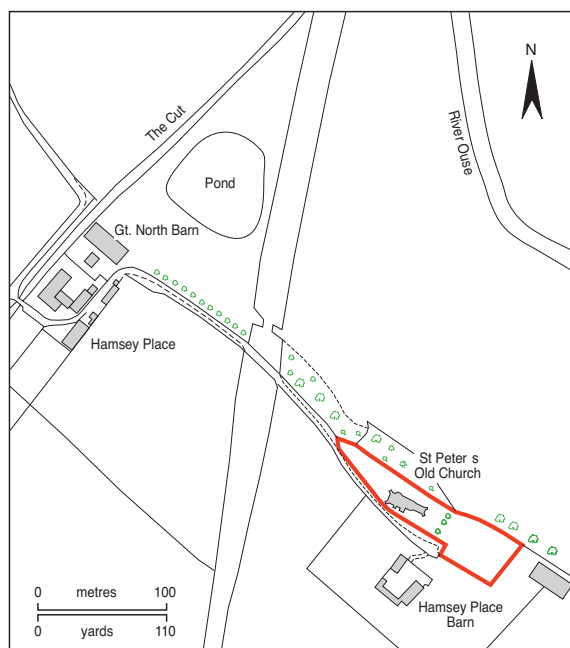 N
The Cut
River Ouse
Pond
Gt. North Barn
Hamsey Place
St Peter s
Old Church
0 metres 100
0 yards 110
Hamsey Place
Barn